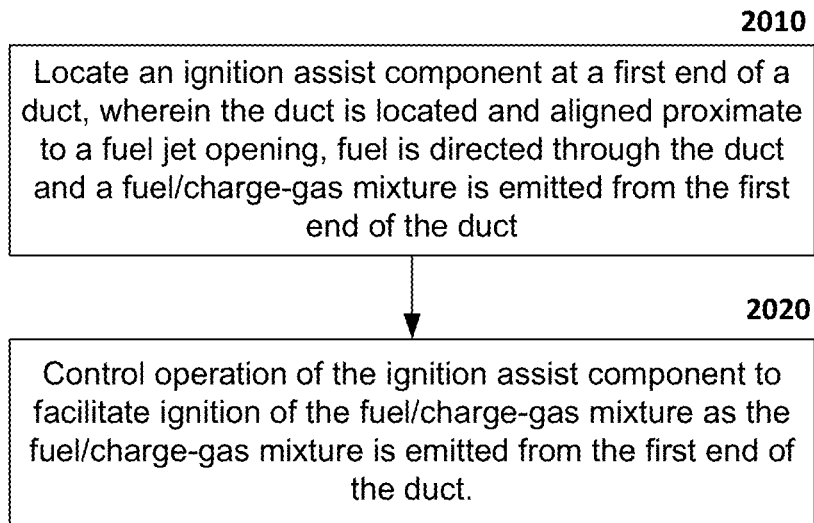 2010
Locate an ignition assist component at a first end of a
duct, wherein the duct is located and aligned proximate
to a fuel jet opening, fuel is directed through the duct
and a fuel/charge-gas mixture is emitted from the first
end of the duct
2020
Control operation of the ignition assist component to
facilitate ignition of the fuel/charge-gas mixture as the
fuel/charge-gas mixture is emitted from the first end of
the duct.